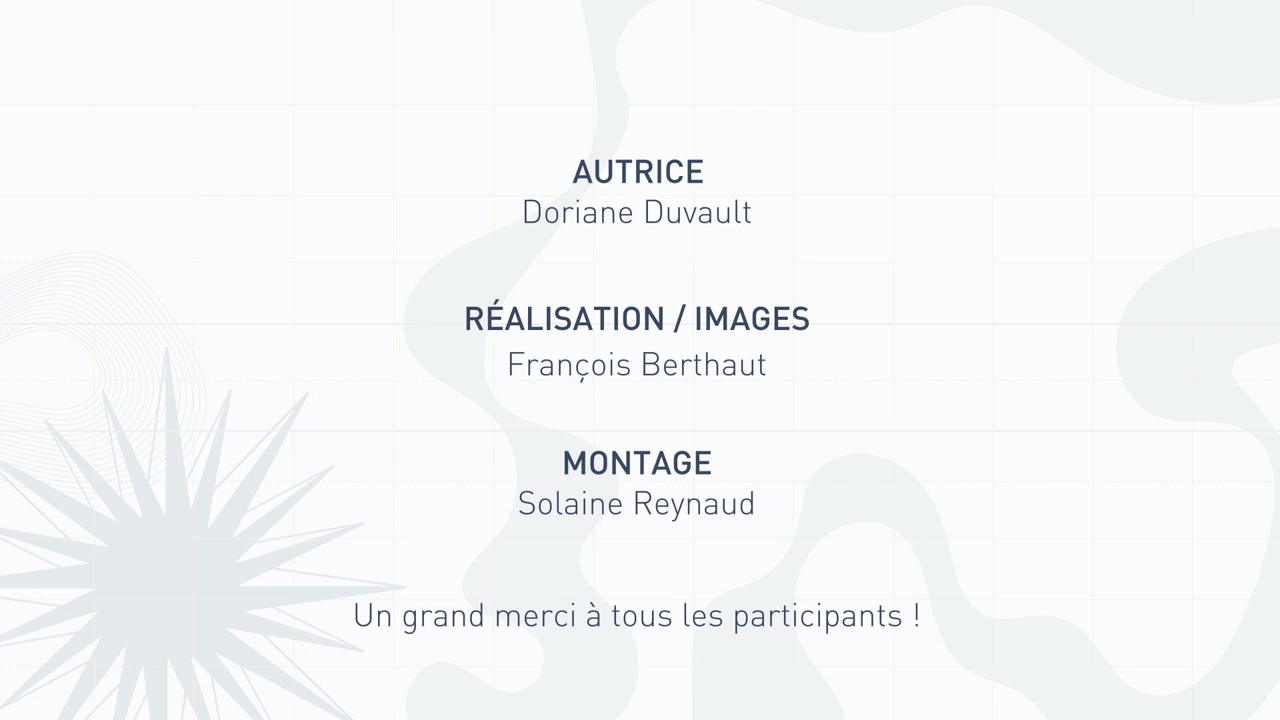 AUTRICE
Doriane Duvault
RÉALISATION / IMAGES
François Berthaut
MONTAGE
Solaine Reynaud
Un grand merci à tous les participants !